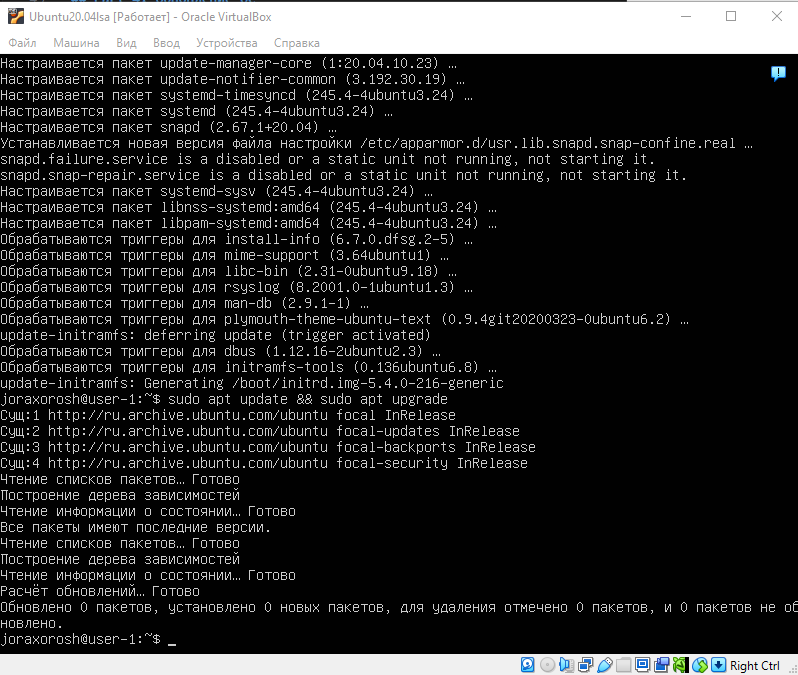 Ubuntu20.04lsa [Работает] - Oracle VirtualBox
Файл Машина Вид Ввод Устройства Справка
Настраивается пакет update-manager-core (1:20.04.10.23) …
Настраивается пакет update-notifier-common (3.192.30.19) …
Настраивается пакет systemd-timesyncd (245.4-4ubuntu3.24) …
Настраивается пакет systemd (245.4-4ubuntu3.24) …
Настраивается пакет snapd (2.67.1+20.04) …
Устанавливается новая версия файла настройки /etc/apparmor.d/usr.lib.snapd.snap-confine.real …
snapd.failure.service is a disabled or a static unit not running, not starting it.
snapd.snap-repair.service is a disabled or a static unit not running, not starting it.
Настраивается пакет systemd-sysv (245.4-4ubuntu3.24) …
Настраивается пакет libnss-systemd:amd64 (245.4-4ubuntu3.24) …
Настраивается пакет libpam-systemd:amd64 (245.4-4ubuntu3.24) …
Обрабатываются триггеры для install-info (6.7.0.dfsg.2-5) …
Обрабатываются триггеры для mime-support (3.64ubuntu1) …
Обрабатываются триггеры для libc-bin (2.31-0ubuntu9.18) …
Обрабатываются триггеры для rsyslog (8.2001.0-1ubuntu1.3) …
Обрабатываются триггеры для man-db (2.9.1-1) …
Обрабатываются триггеры для plymouth-theme-ubuntu-text (0.9.4git20200323-0ubuntu6.2) …
update-initramfs: deferring update (trigger activated)
Обрабатываются триггеры для dbus (1.12.16-2ubuntu2.3) …
Обрабатываются триггеры для initramfs-tools (0.136ubuntu6.8) …
update-initramfs: Generating /boot/initrd.img-5.4.0-216-generic
joraxorosh@user-1:~$ sudo apt update && sudo apt upgrade
Сущ:1 http://ru.archive.ubuntu.com/ubuntu focal InRelease
Сущ:2 http://ru.archive.ubuntu.com/ubuntu focal-updates InRelease
Сущ:3 http://ru.archive.ubuntu.com/ubuntu focal-backports InRelease
Сущ:4 http://ru.archive.ubuntu.com/ubuntu focal-security InRelease
Чтение списков пакетов… Готово
Построение дерева зависимостей
Чтение информации о состоянии… Готово
Все пакеты имеют последние версии.
Чтение списков пакетов… Готово
Построение дерева зависимостей
Чтение информации о состоянии… Готово
Расчёт обновлений… Готово
Обновлено 0 пакетов, установлено 0 новых пакетов, для удаления отмечено 0 пакетов, и 0 пакетов не об
новлено.
joraxorosh@user-1:~$ _
Right Ctrl